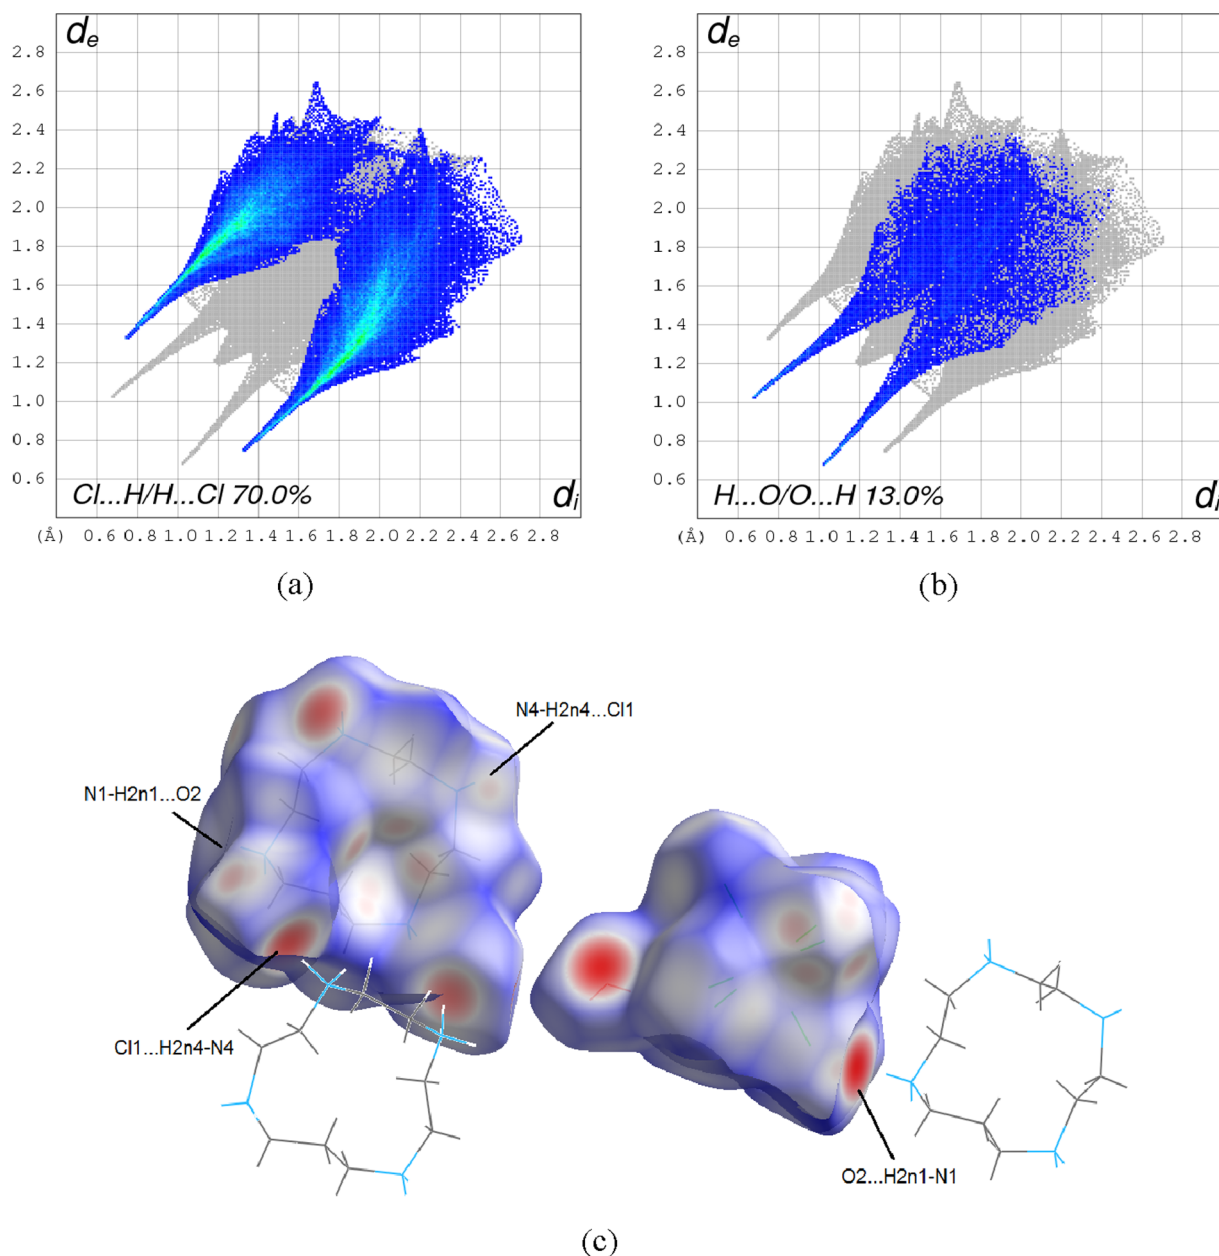 d_e
2.8
2.6
2.4
2.2
2.0
1.8
1.6
1.4
1.2
1.0
0.8
0.6
Cl...H/H...Cl 70.0%
d_i
(Å) 0.6 0.8 1.0 1.2 1.4 1.6 1.8 2.0 2.2 2.4 2.6 2.8
(a)
d_e
2.8
2.6
2.4
2.2
2.0
1.8
1.6
1.4
1.2
1.0
0.8
0.6
H...O/O...H 13.0%
d_i
(Å) 0.6 0.8 1.0 1.2 1.4 1.6 1.8 2.0 2.2 2.4 2.6 2.8
(b)
N4-H2n4...Cl1
N1-H2n1...O2
Cl1...H2n4-N4
O2...H2n1-N1
(c)